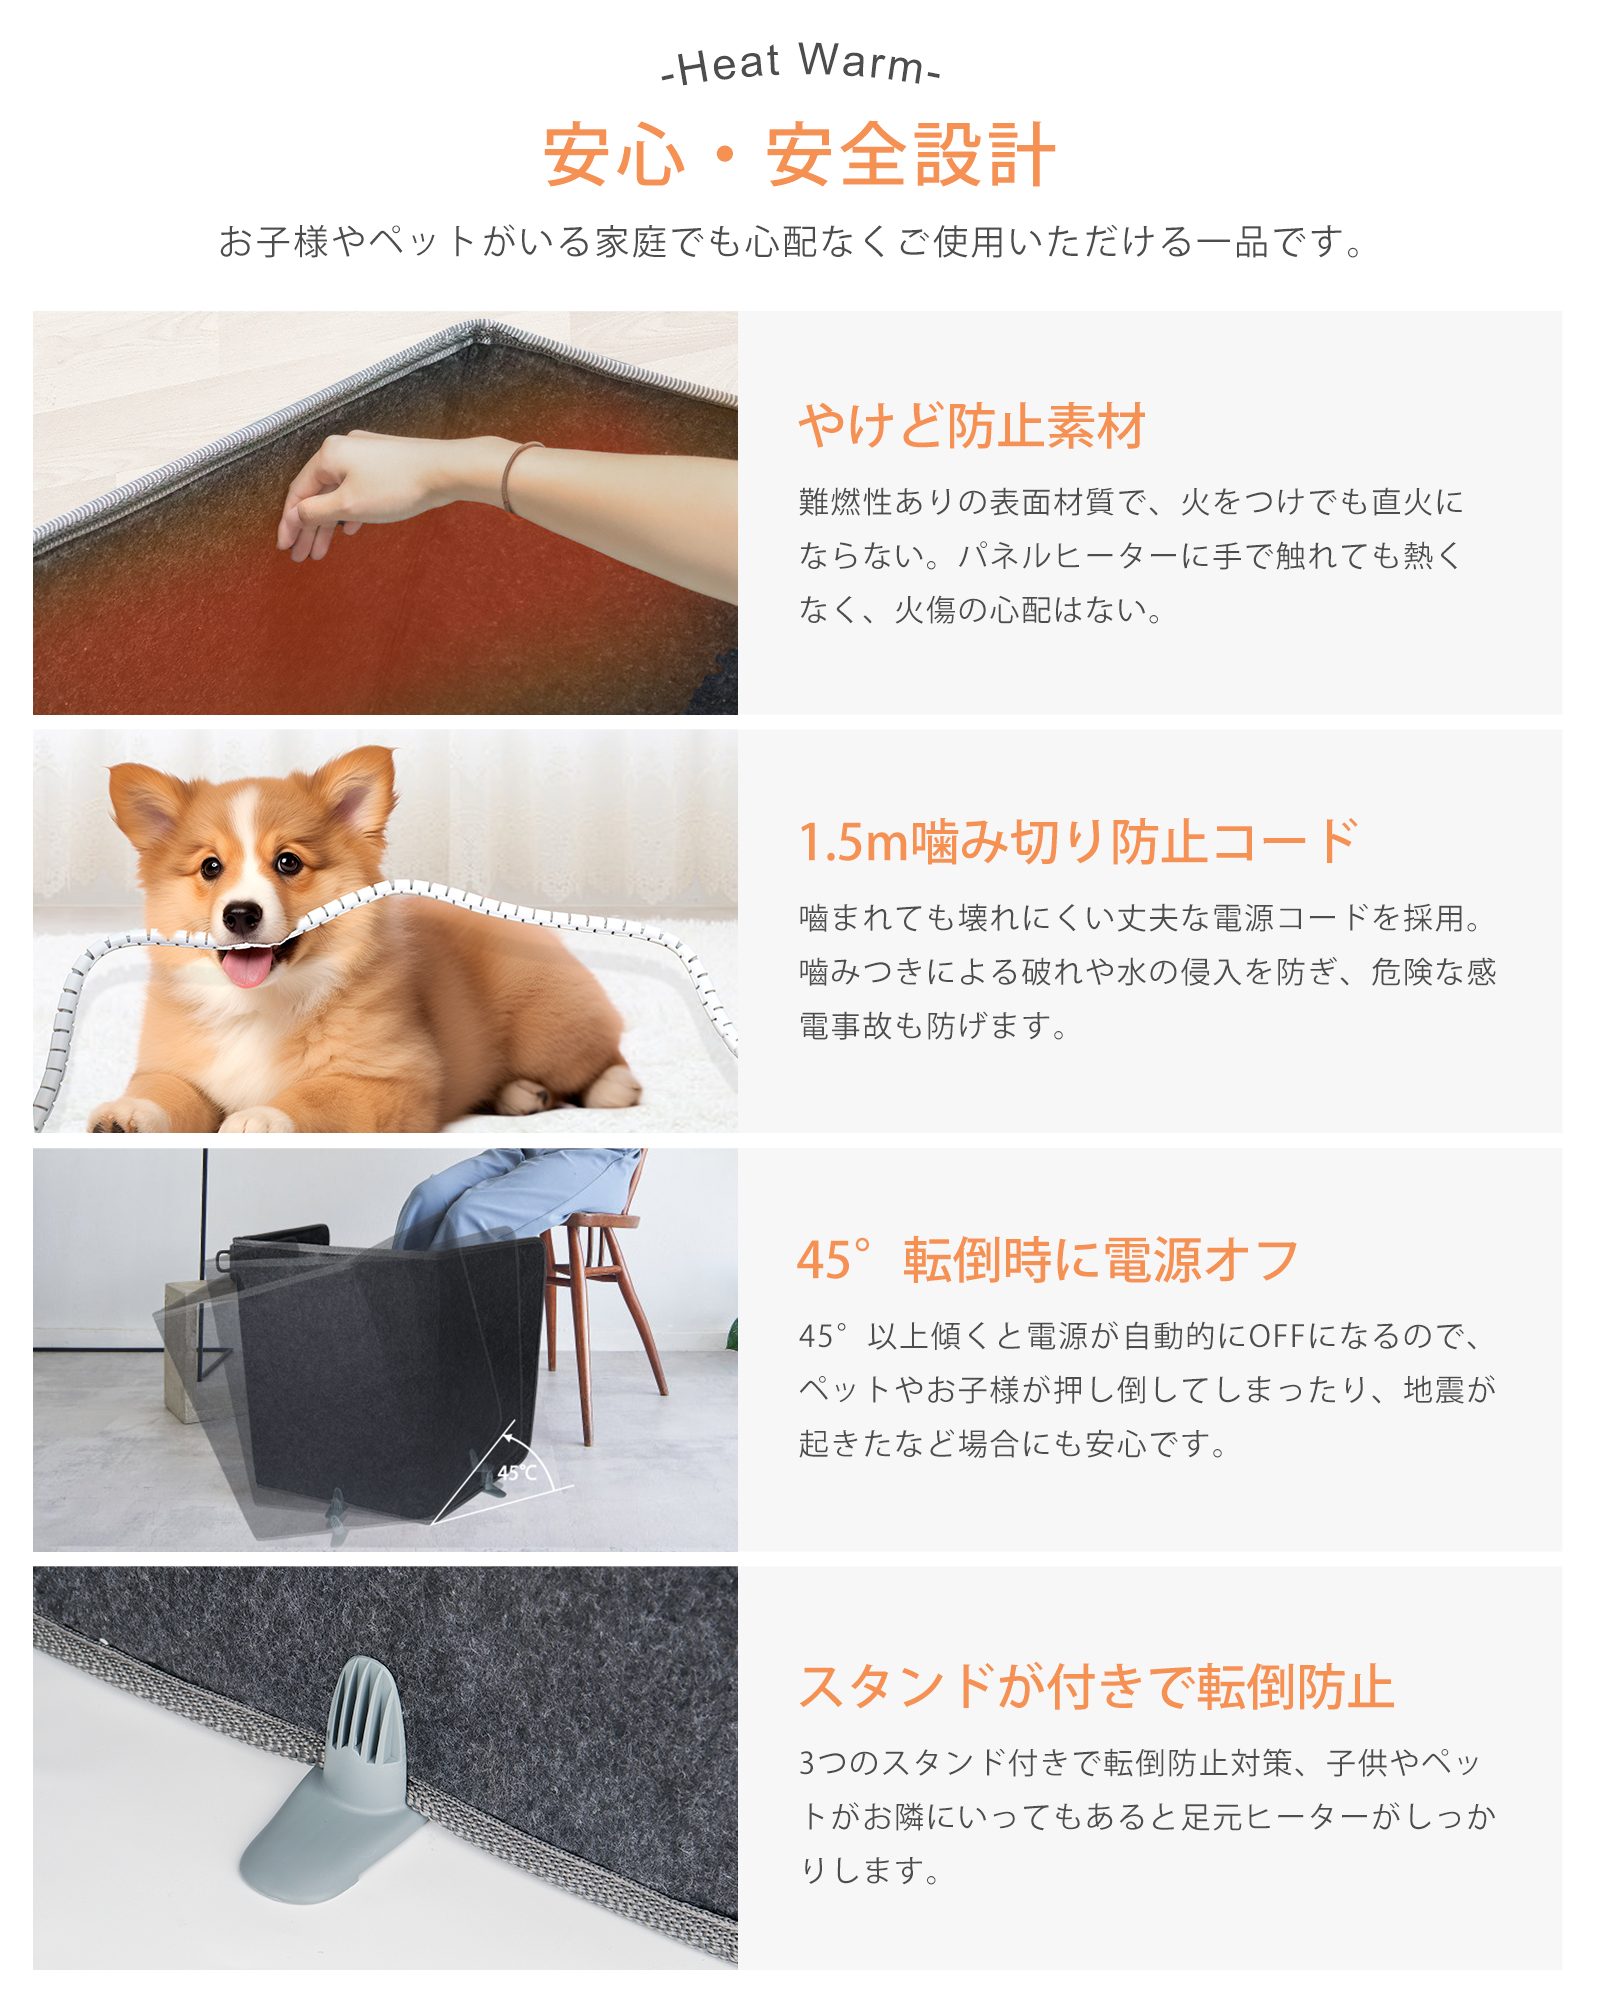 -Heat Warm-
安心・安全設計
お子様やペットがいる家庭でも心配なくご使用いただける一品です。
やけど防止素材
難燃性ありの表面材質で、火をつけでも直火に
ならない。パネルヒーターに手で触れても熱く
なく、火傷の心配はない。
1.5m噛み切り防止コード
噛まれても壊れにくい丈夫な電源コードを採用。
噛みつきによる破れや水の侵入を防ぎ、危険な感
電事故も防げます。
45°転倒時に電源オフ
45°以上傾くと電源が自動的にOFFになるので、
ペットやお子様が押し倒してしまったり、地震が
起きたなど場合にも安心です。
45℃
スタンドが付きで転倒防止
3つのスタンド付きで転倒防止対策、子供やペッ
トがお隣にいってもあると足元ヒーターがしっか
りします。